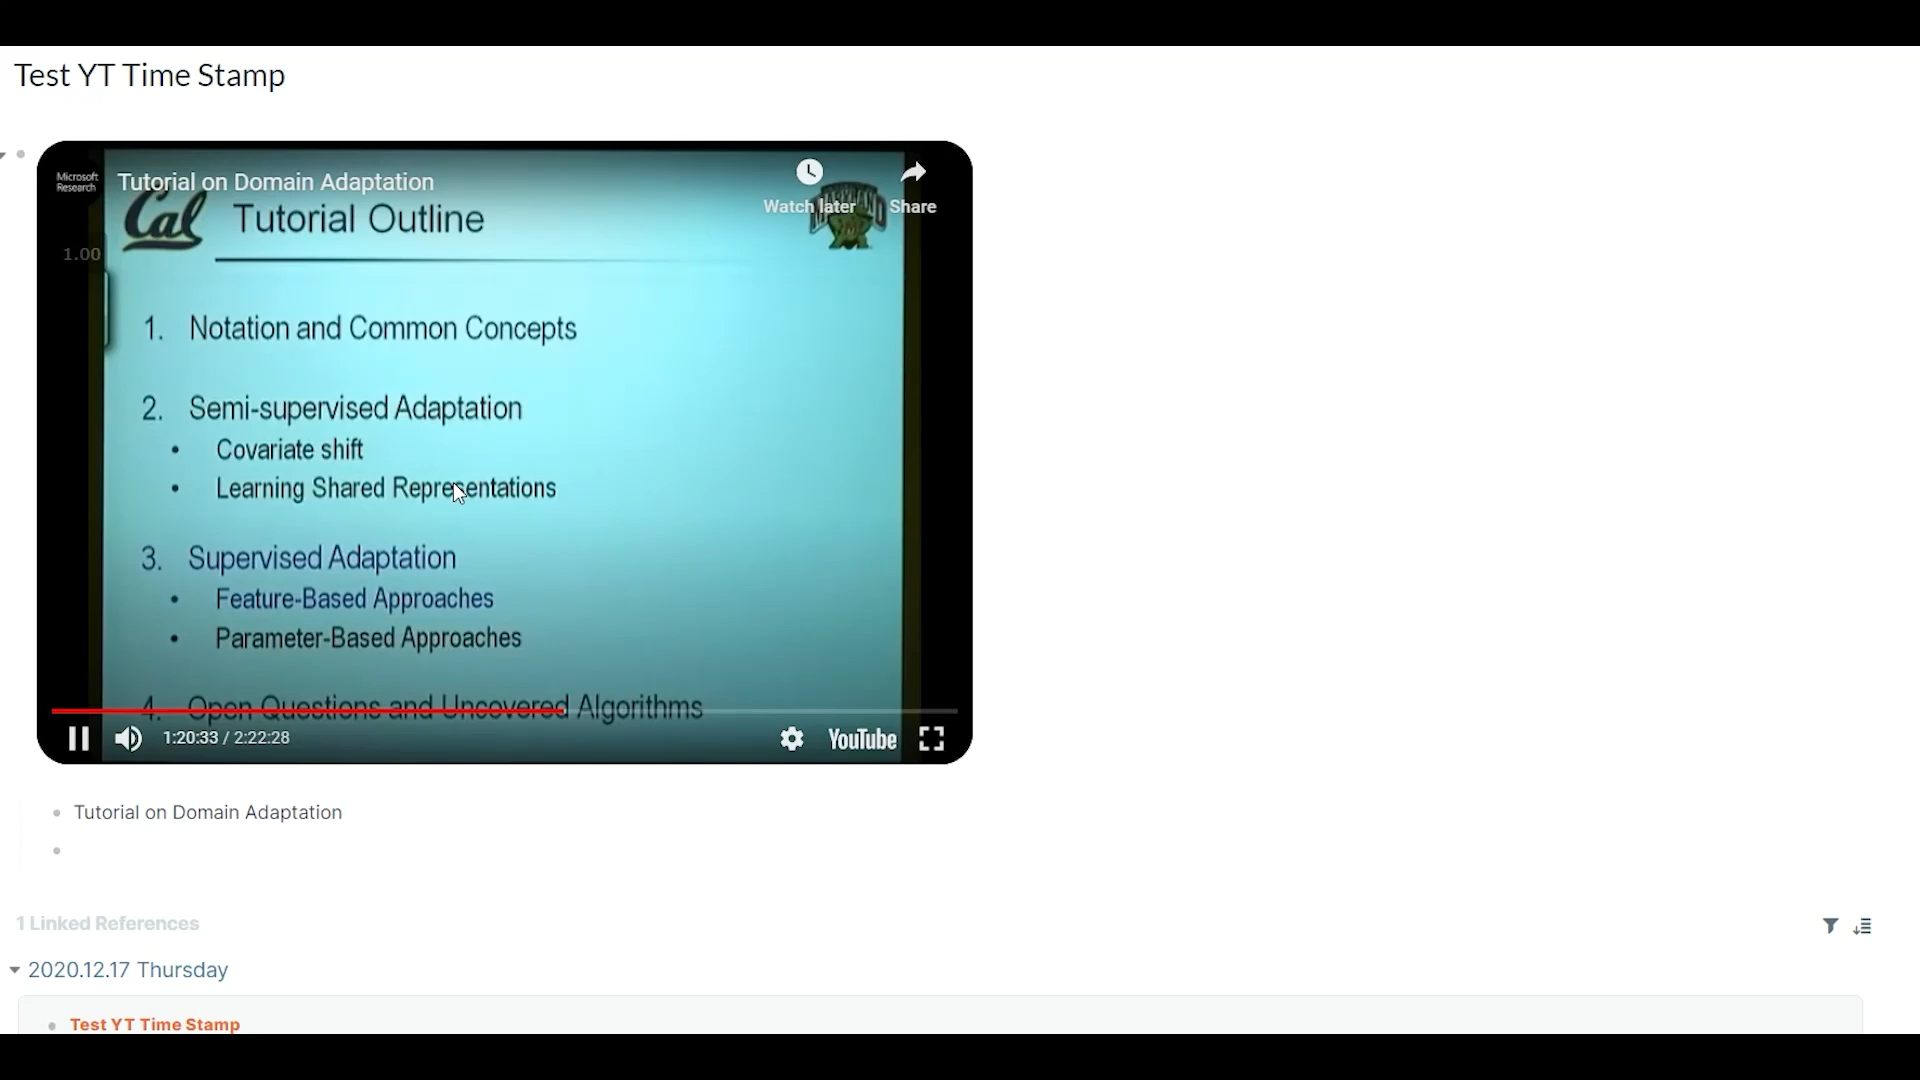 Test YT Time Stamp
Microsoft
Research
Tutorial on Domain Adaptation
Watch later
Share
Cal
Tutorial Outline
MARYLAND
1.00
1. Notation and Common Concepts
2. Semi-supervised Adaptation
• Covariate shift
• Learning Shared Representations
3. Supervised Adaptation
• Feature-Based Approaches
• Parameter-Based Approaches
4. Open Questions and Uncovered Algorithms
1:20:33 / 2:22:28
YouTube
• Tutorial on Domain Adaptation
1 Linked References
2020.12.17 Thursday
• Test YT Time Stamp